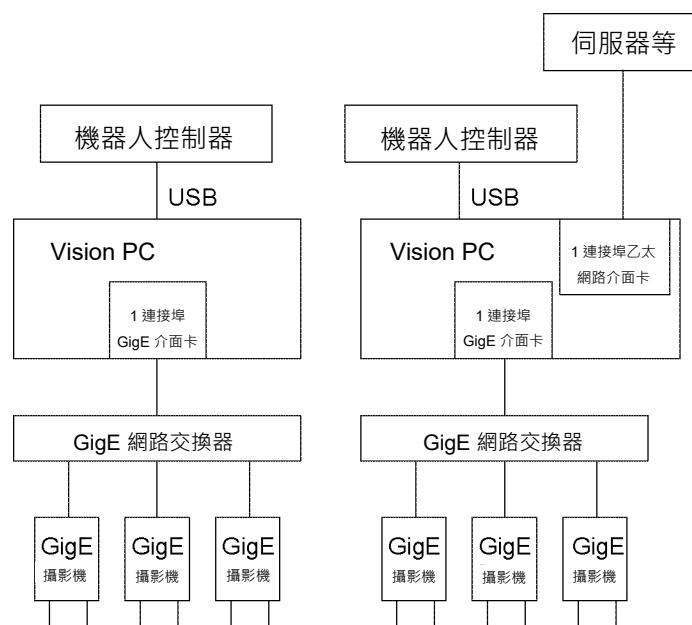 伺服器等
機器人控制器
機器人控制器
USB
USB
Vision PC
1 連接埠
GigE 介面卡
Vision PC
1 連接埠乙太
網路介面卡
1 連接埠
GigE 介面卡
GigE 網路交換器
GigE 網路交換器
GigE
攝影機
GigE
攝影機
GigE
攝影機
GigE
攝影機
GigE
攝影機
GigE
攝影機